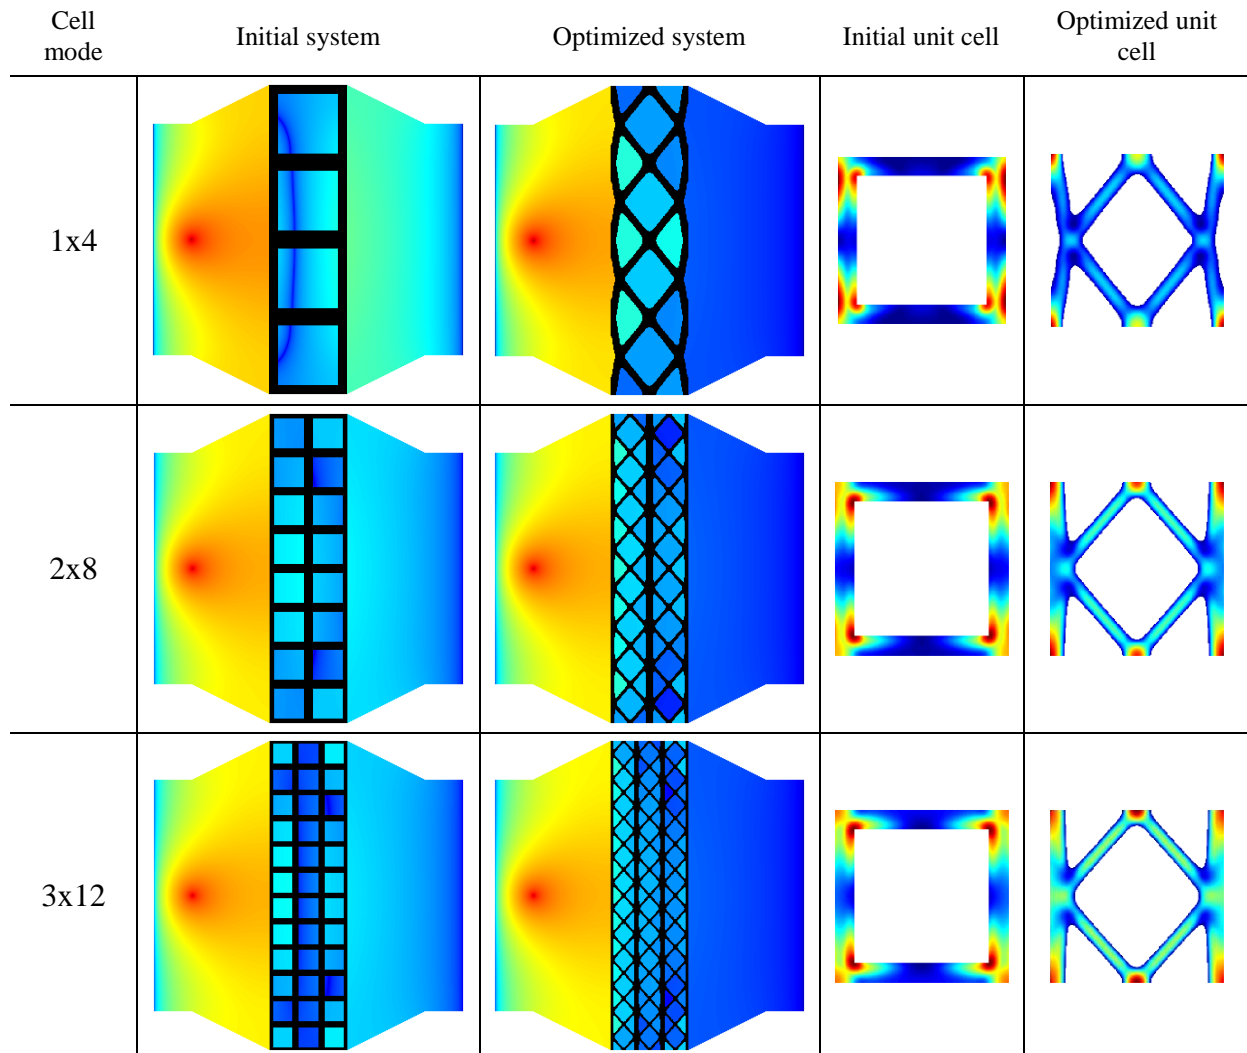 Cell
mode
Initial system
Optimized system
Initial unit cell
Optimized unit
cell
1x4
2x8
3x12